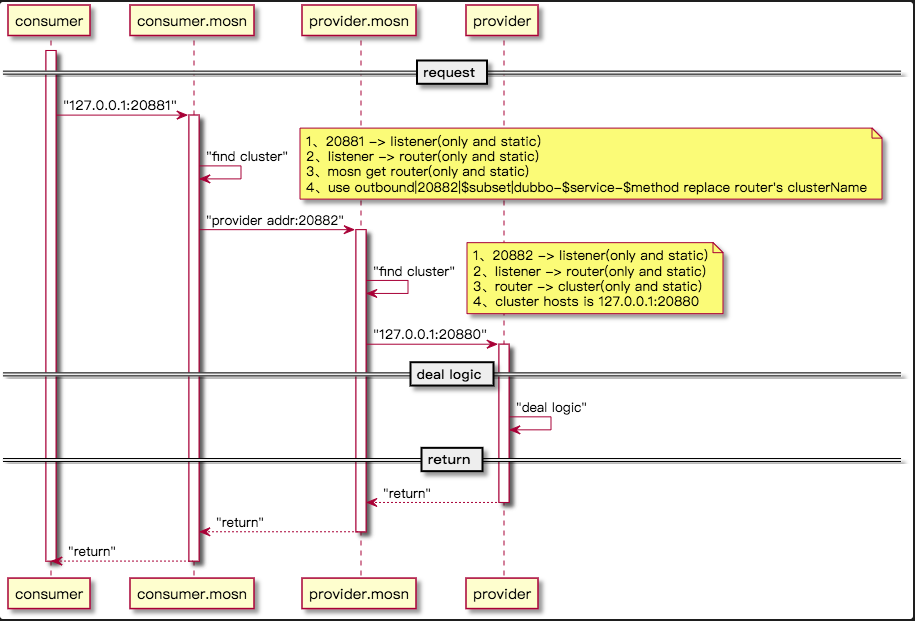 consumer
consumer.mosn
provider.mosn
provider
request
"127.0.0.1:20881"
"find cluster"
1、20881 -> listener(only and static)
2、listener -> router(only and static)
3、mosn get router(only and static)
4、use outbound|20882|$subset|dubbo-$service-$method replace router's clusterName
"provider addr:20882"
"find cluster"
1、20882 -> listener(only and static)
2、listener -> router(only and static)
3、router -> cluster(only and static)
4、cluster hosts is 127.0.0.1:20880
"127.0.0.1:20880"
deal logic
"deal logic"
return
"return"
"return"
"return"
consumer
consumer.mosn
provider.mosn
provider